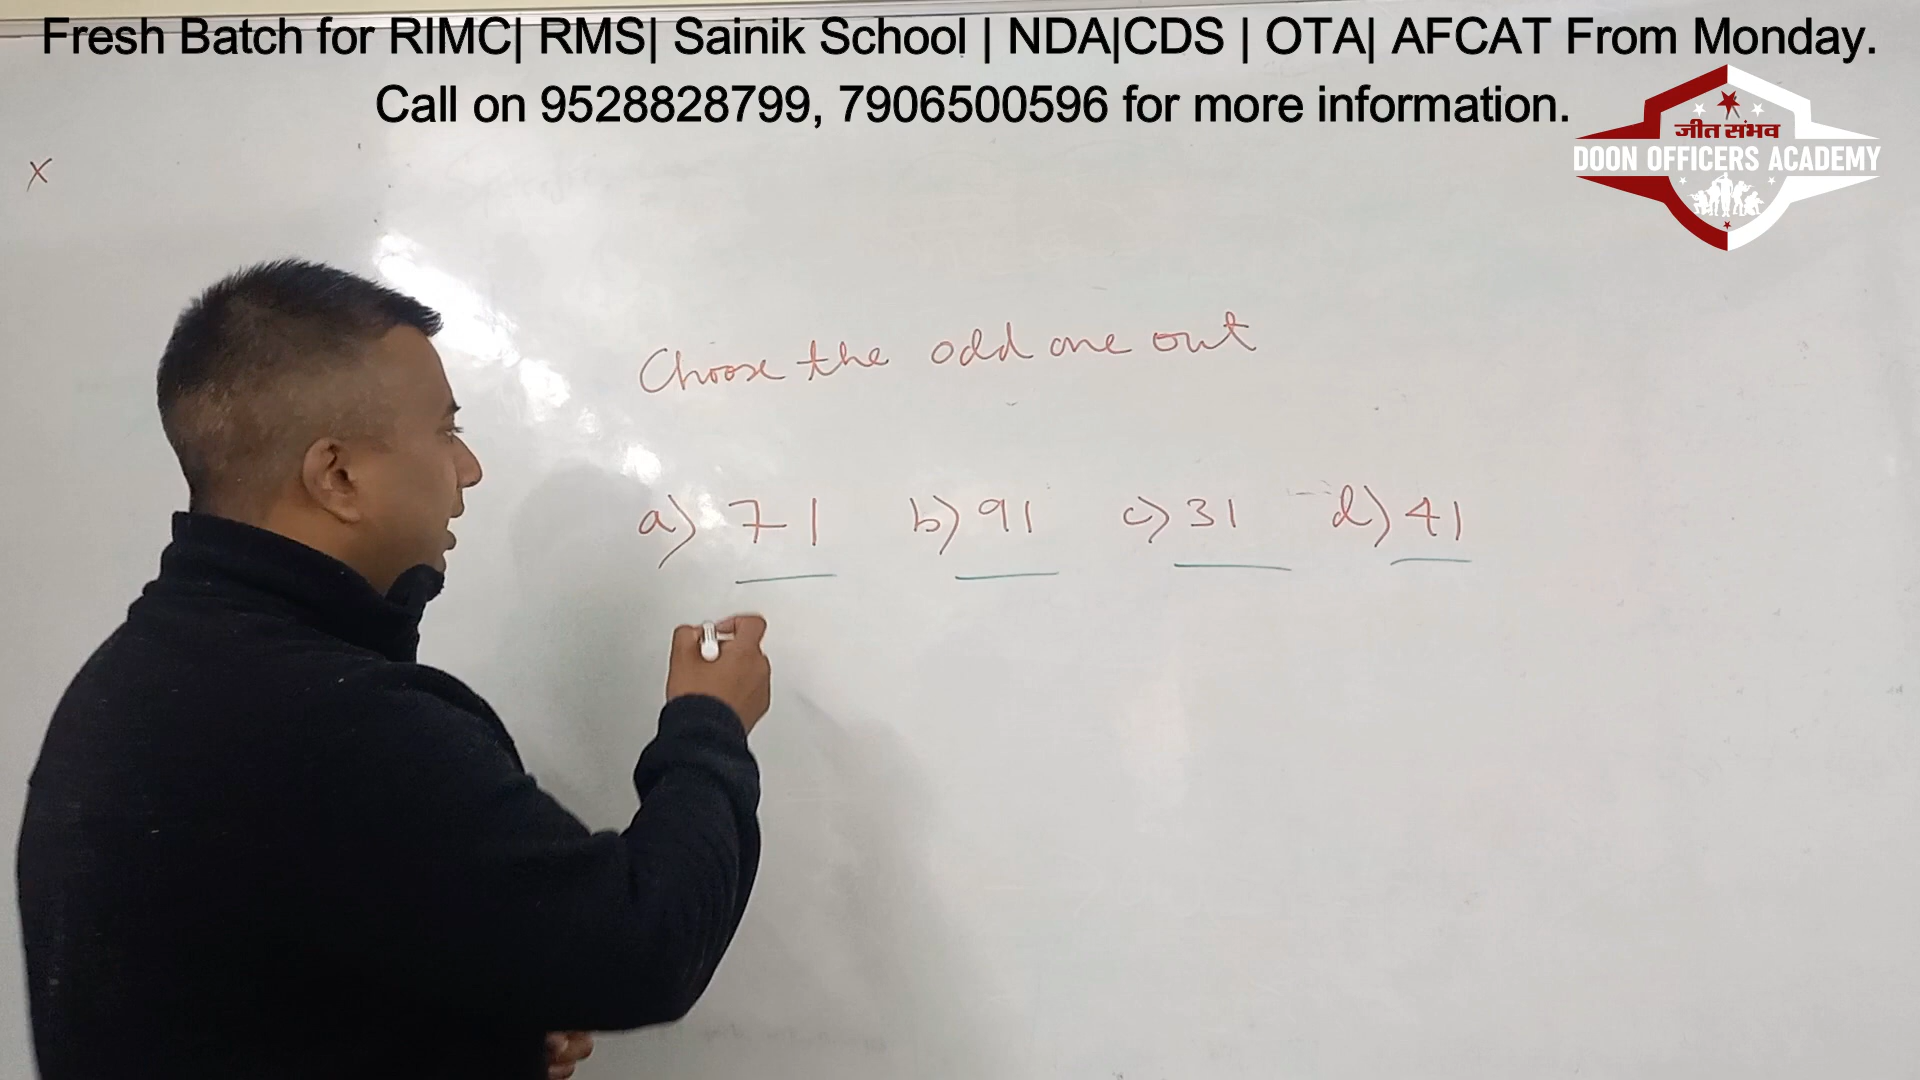 Fresh Batch for RIMC| RMS| Sainik School | NDA|CDS | OTA| AFCAT From Monday.
Call on 9528828799, 7906500596 for more information.
जीत संभव
DOON OFFICERS ACADEMY
x
Choose the odd one out
a) 71 b) 91 c) 31 d) 41